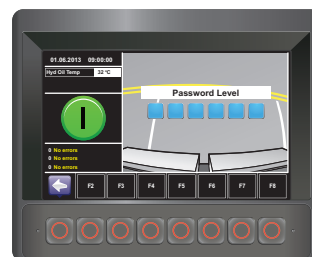 01.06.2013 09:00:00
Hyd Oil Temp 32 °C
Password Level
0 No errors
0 No errors
0 No errors
F2 F3 F4 F5 F6 F7 F8